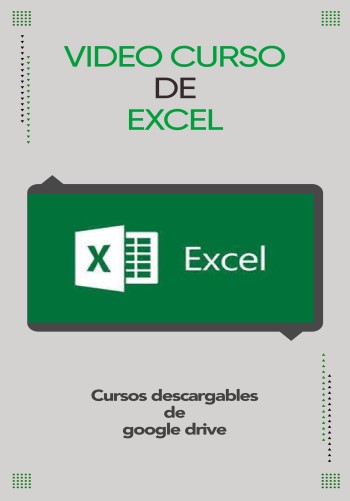 VIDEO CURSO
DE
EXCEL
X Excel
Cursos descargables
de
google drive